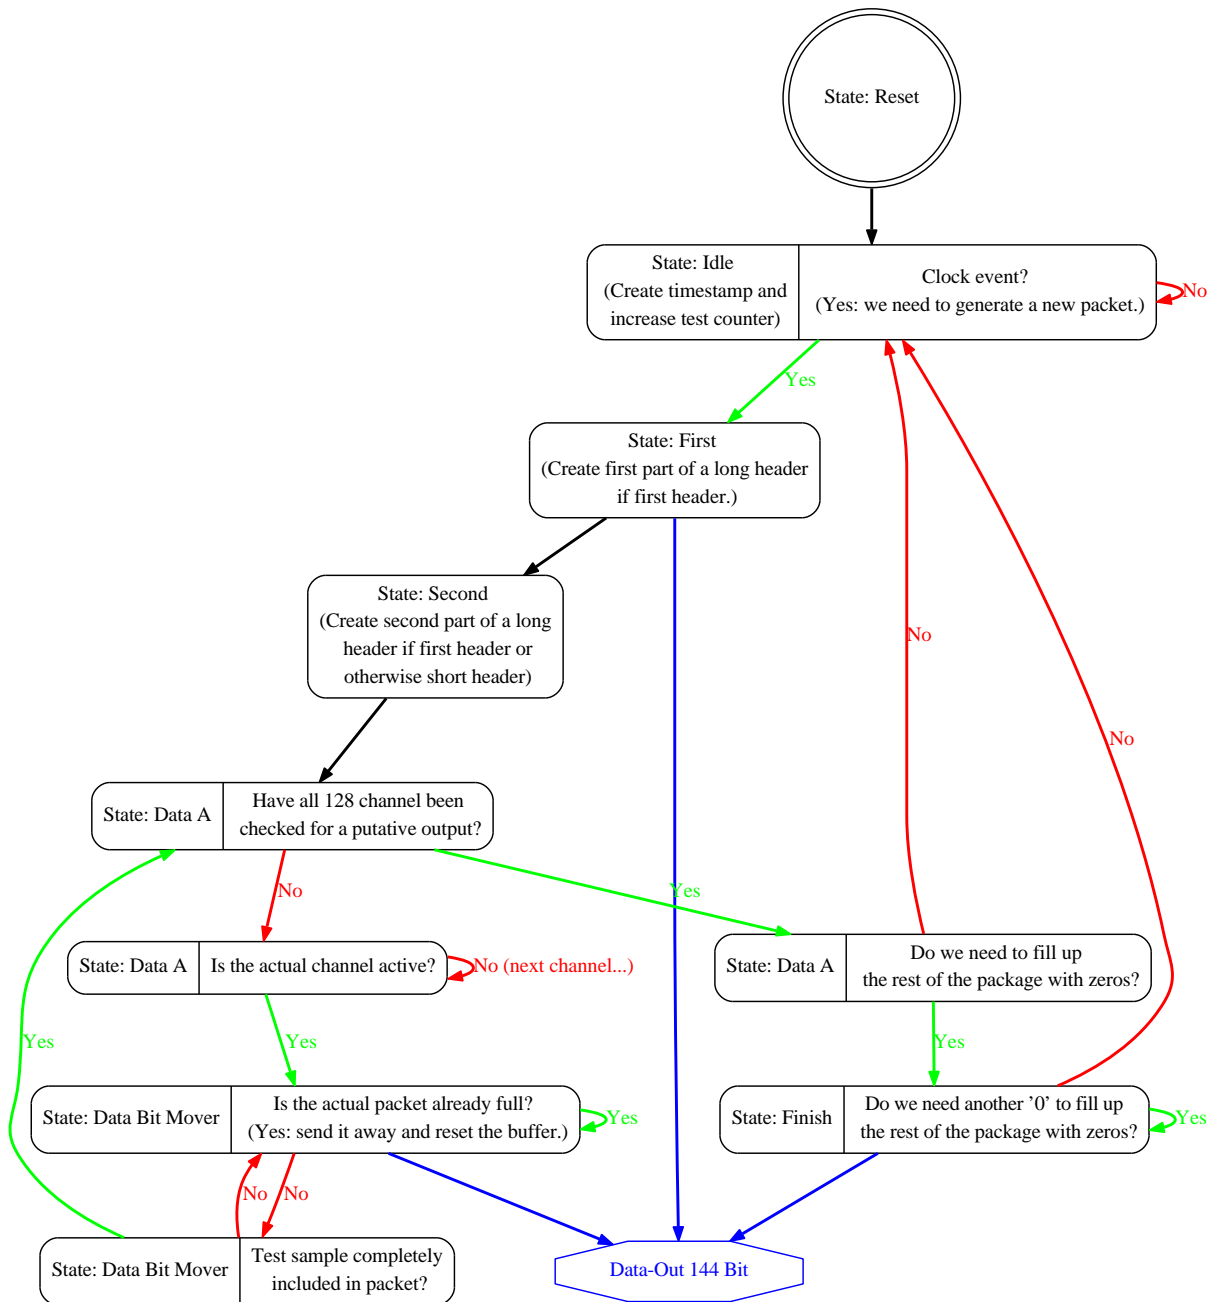 State: Reset
State: Idle
(Create timestamp and
increase test counter)
Clock event?
(Yes: we need to generate a new packet.)
No
Yes
State: First
(Create first part of a long header
if first header.)
State: Second
(Create second part of a long
header if first header or
otherwise short header)
No
No
State: Data A
Have all 128 channel been
checked for a putative output?
No
Yes
State: Data A
Is the actual channel active?
No (next channel...)
State: Data A
Do we need to fill up
the rest of the package with zeros?
Yes
Yes
Yes
State: Data Bit Mover
Is the actual packet already full?
(Yes: send it away and reset the buffer.)
Yes
State: Finish
Do we need another '0' to fill up
the rest of the package with zeros?
Yes
No
No
State: Data Bit Mover
Test sample completely
included in packet?
Data-Out 144 Bit